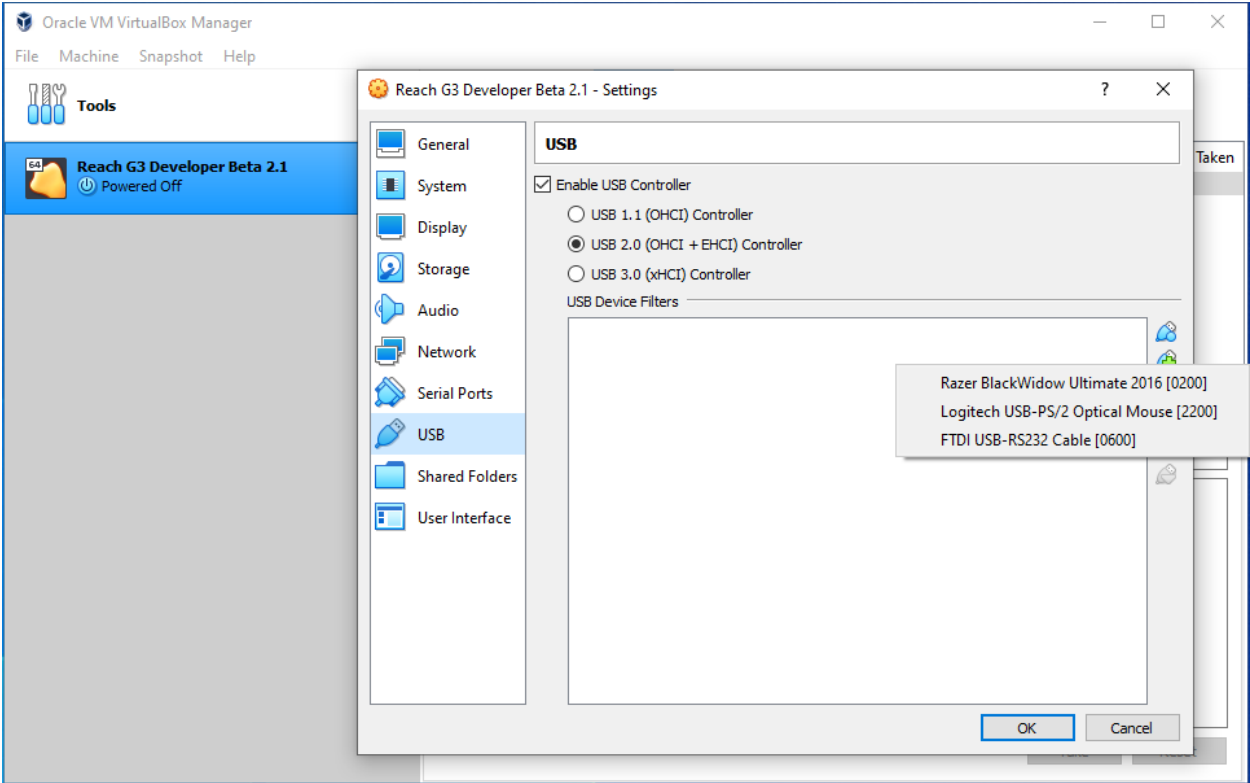 Oracle VM VirtualBox Manager
File Machine Snapshot Help
Tools
64
Reach G3 Developer Beta 2.1
Powered Off
Taken
Reach G3 Developer Beta 2.1 - Settings
?
General
System
Display
Storage
Audio
Network
Serial Ports
USB
Shared Folders
User Interface
USB
Enable USB Controller
USB 1.1 (OHCI) Controller
USB 2.0 (OHCI + EHCI) Controller
USB 3.0 (xHCI) Controller
USB Device Filters
Razer BlackWidow Ultimate 2016 [0200]
Logitech USB-PS/2 Optical Mouse [2200]
FTDI USB-RS232 Cable [0600]
OK Cancel